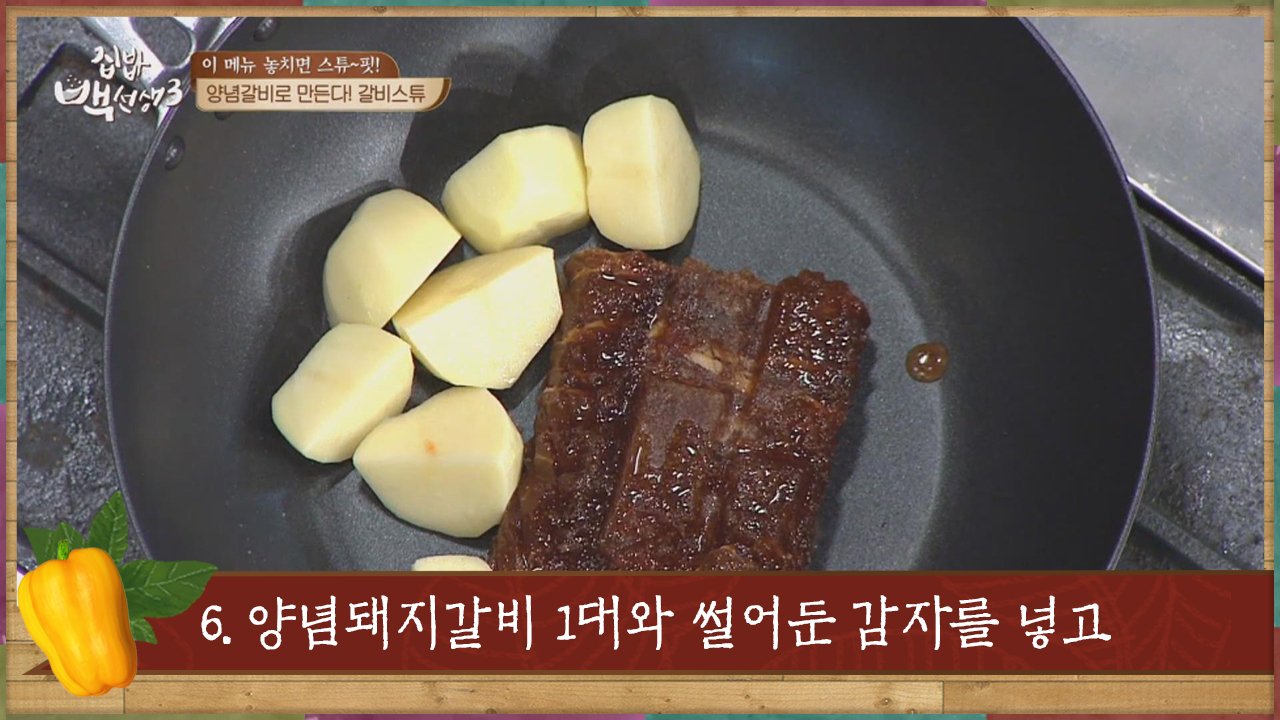 집밥
백선생3
이 메뉴 놓치면 스튜~핏!
양념갈비로 만든다! 갈비스튜
6. 양념돼지갈비 1대와 썰어둔 감자를 넣고